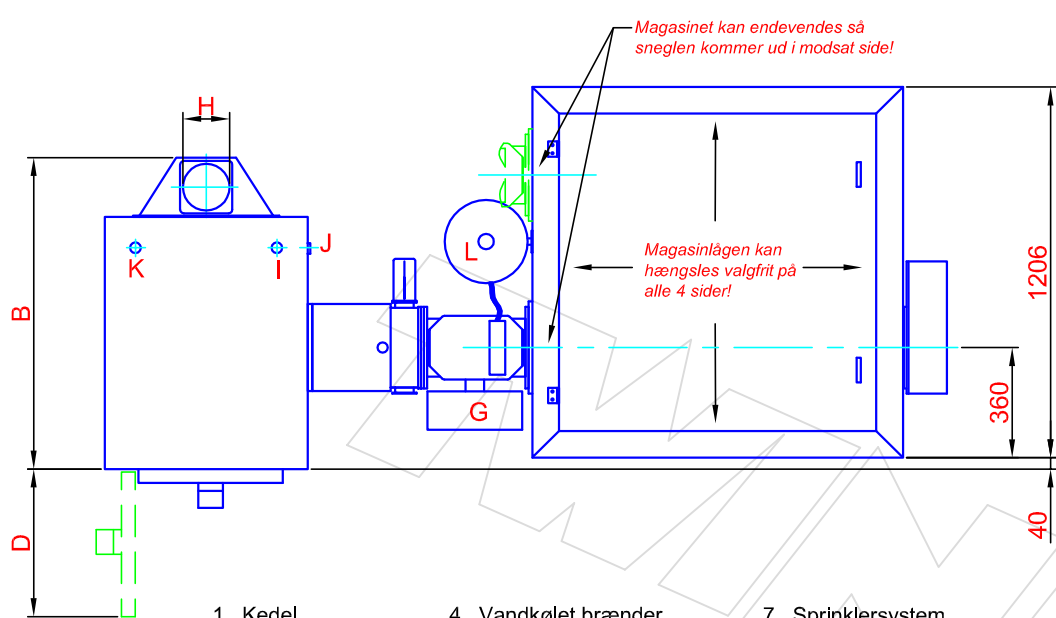 Magasinet kan endevendes så
sneglen kommer ud i modsat side!
H
K
I
J
L
Magasinlågen kan
hængsles valgfrit på
alle 4 sider!
B
1206
360
G
D
40
1 Kedel
4 Vandkølet brænder
7 Sprinklersystem